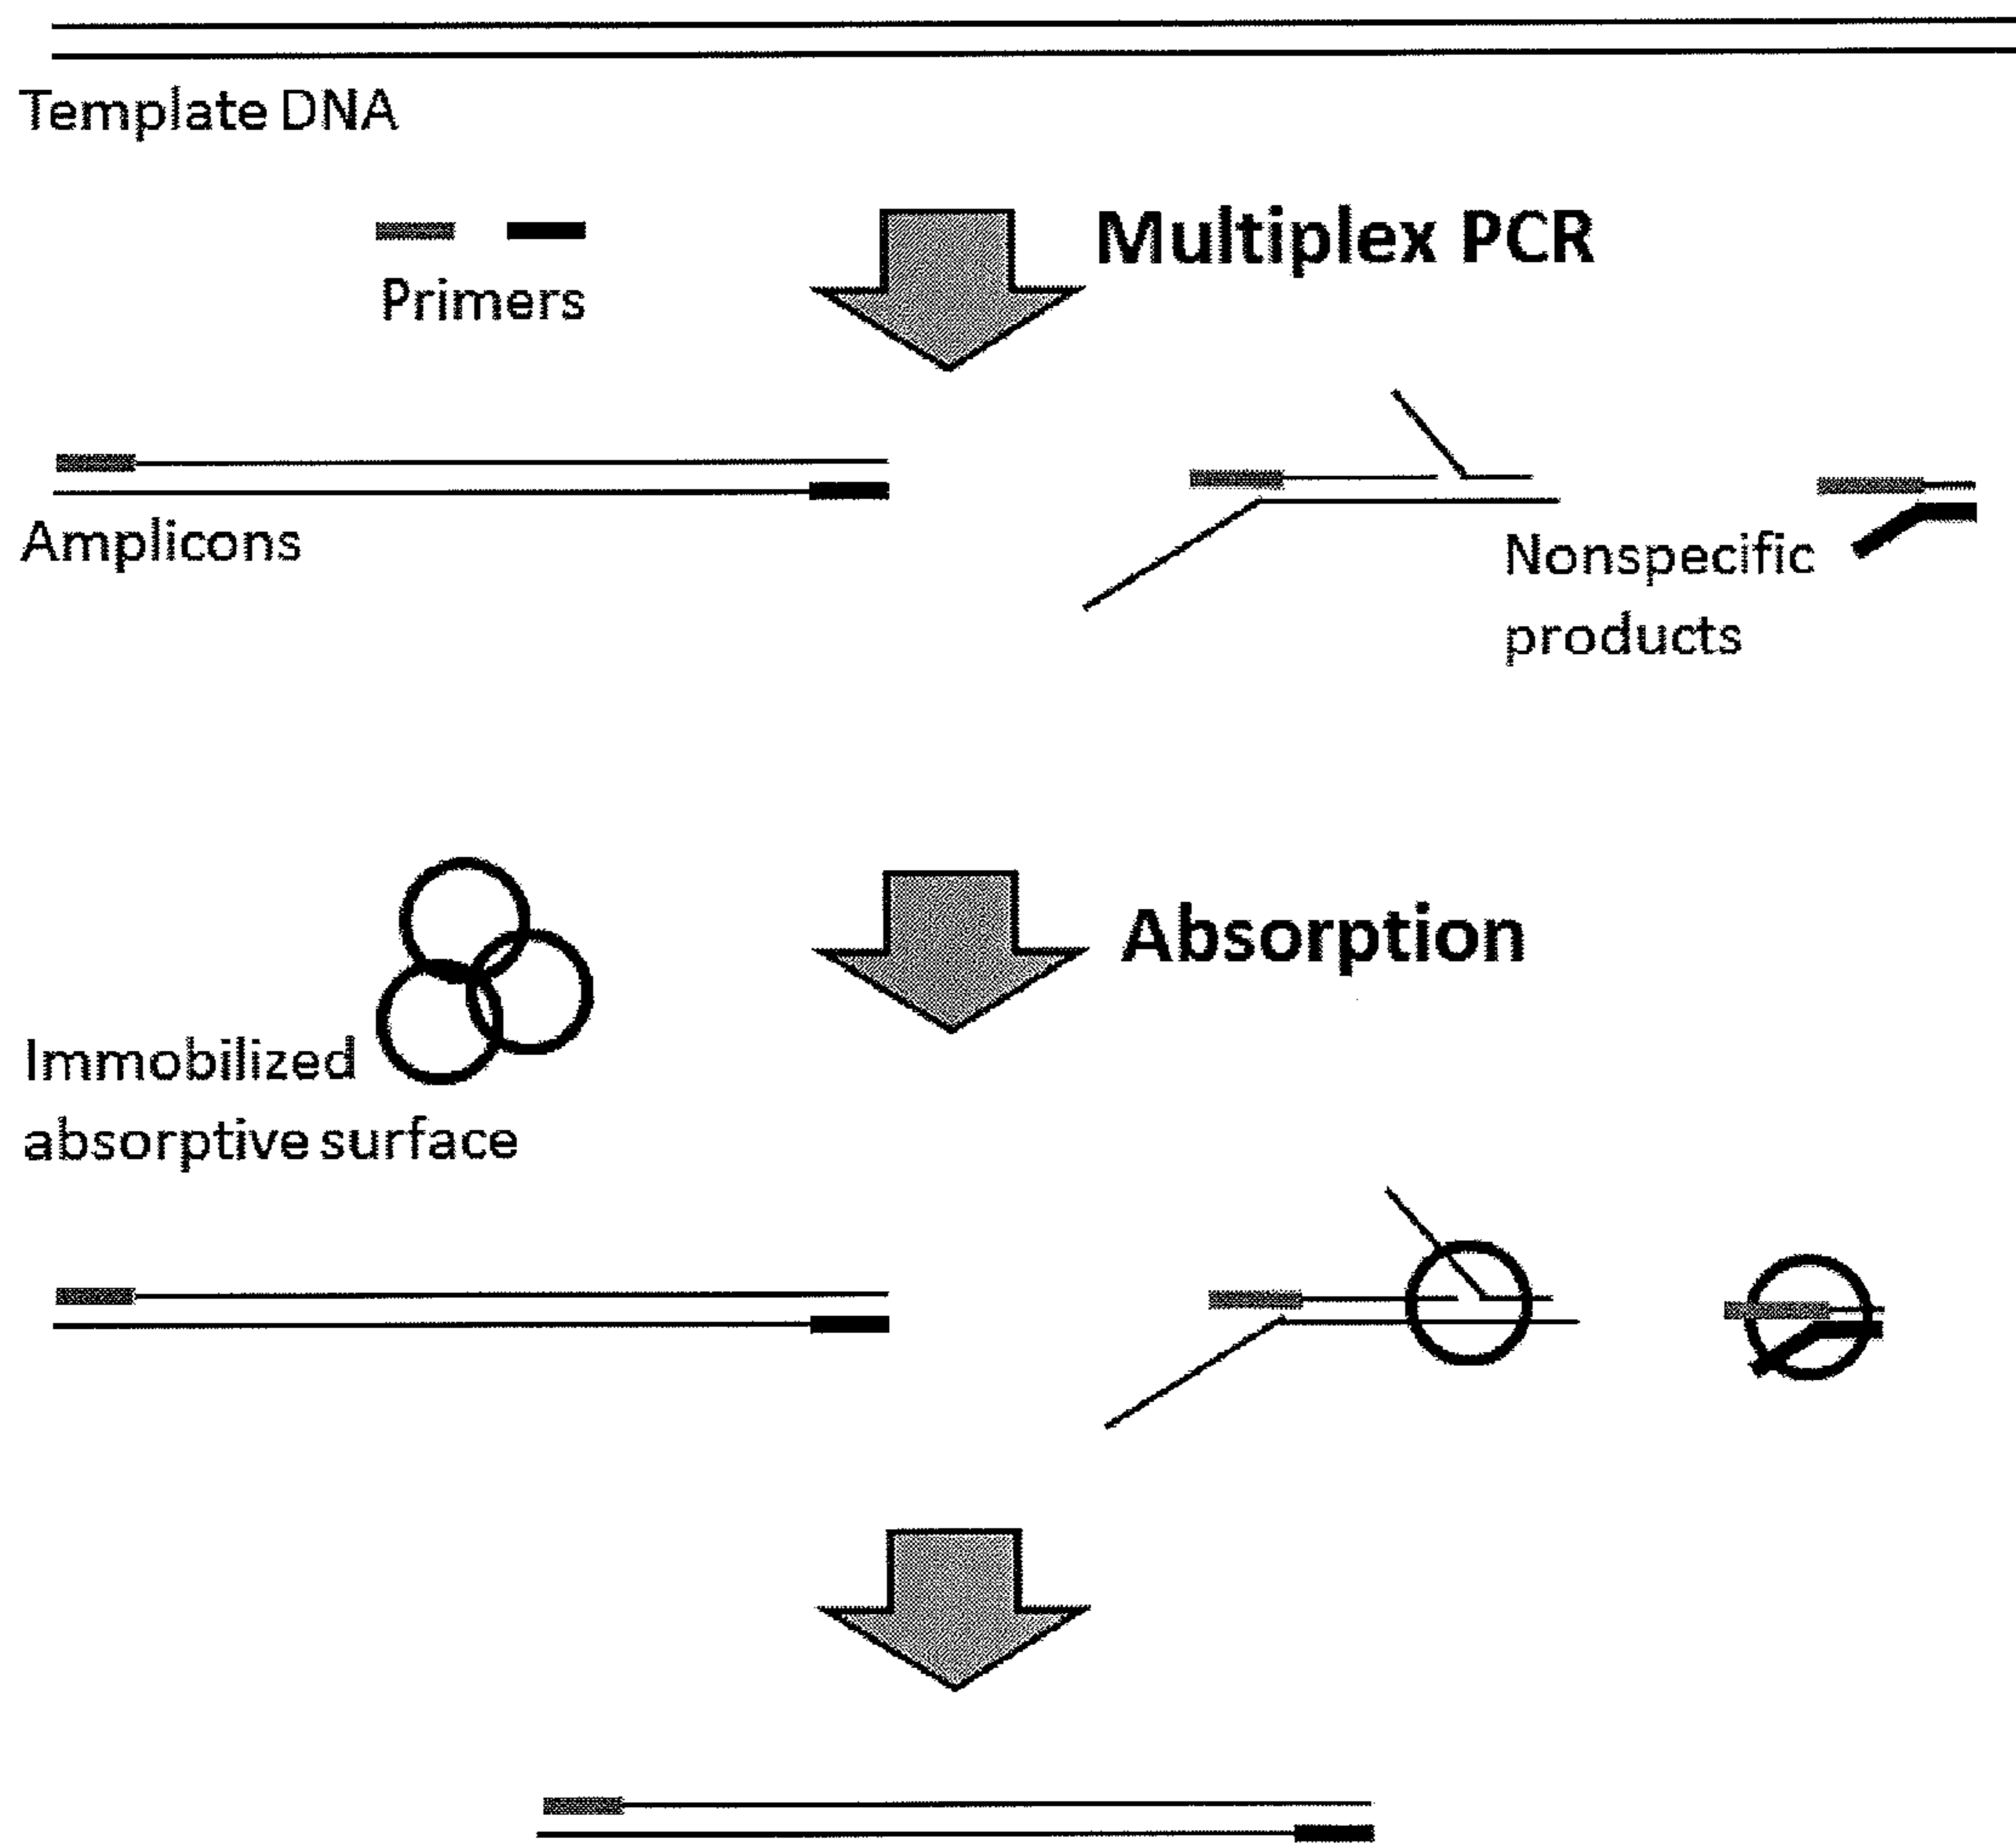 Template DNA
Multiplex PCR
Primers
Amplicons
Nonspecific
products
Absorption
Immobilized
absorptive surface